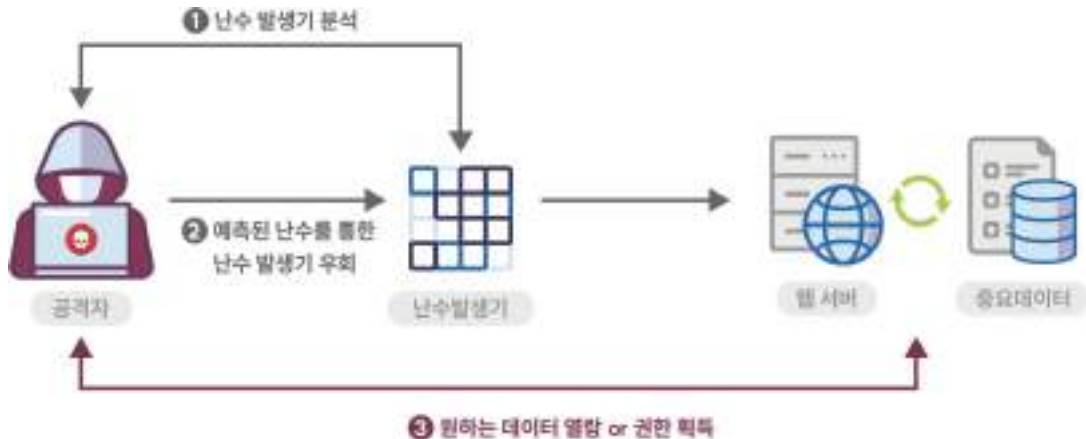 ❶ 난수 발생기 분석
❷ 예측된 난수를 통한
난수 발생기 우회
공격자
난수발생기
웹 서버
중요데이터
❸ 원하는 데이터 열람 or 권한 획득